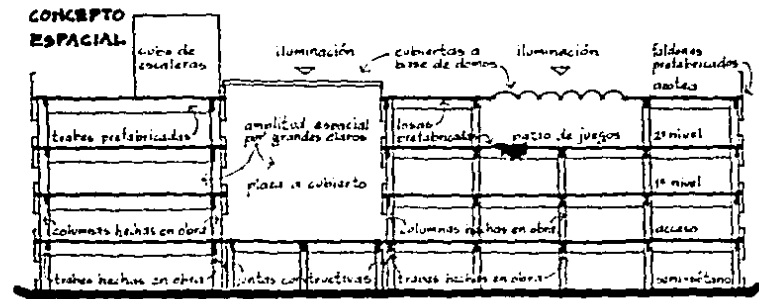 CONCEPTO
ESPACIAL
cubo de
escaleras
iluminación
cubiertas a
base de domos
iluminación
faldones
prefabricados
azotea
trabes prefabricadas
amplitud espacial
por grandes claros
losas
prefabricadas
patio de juegos
2º nivel
plaza a cubierto
1er nivel
columnas hechas en obra
columnas hechas en obra
acceso
trabes hechas en obra
juntas constructivas
trabes hechas en obra
semisótano